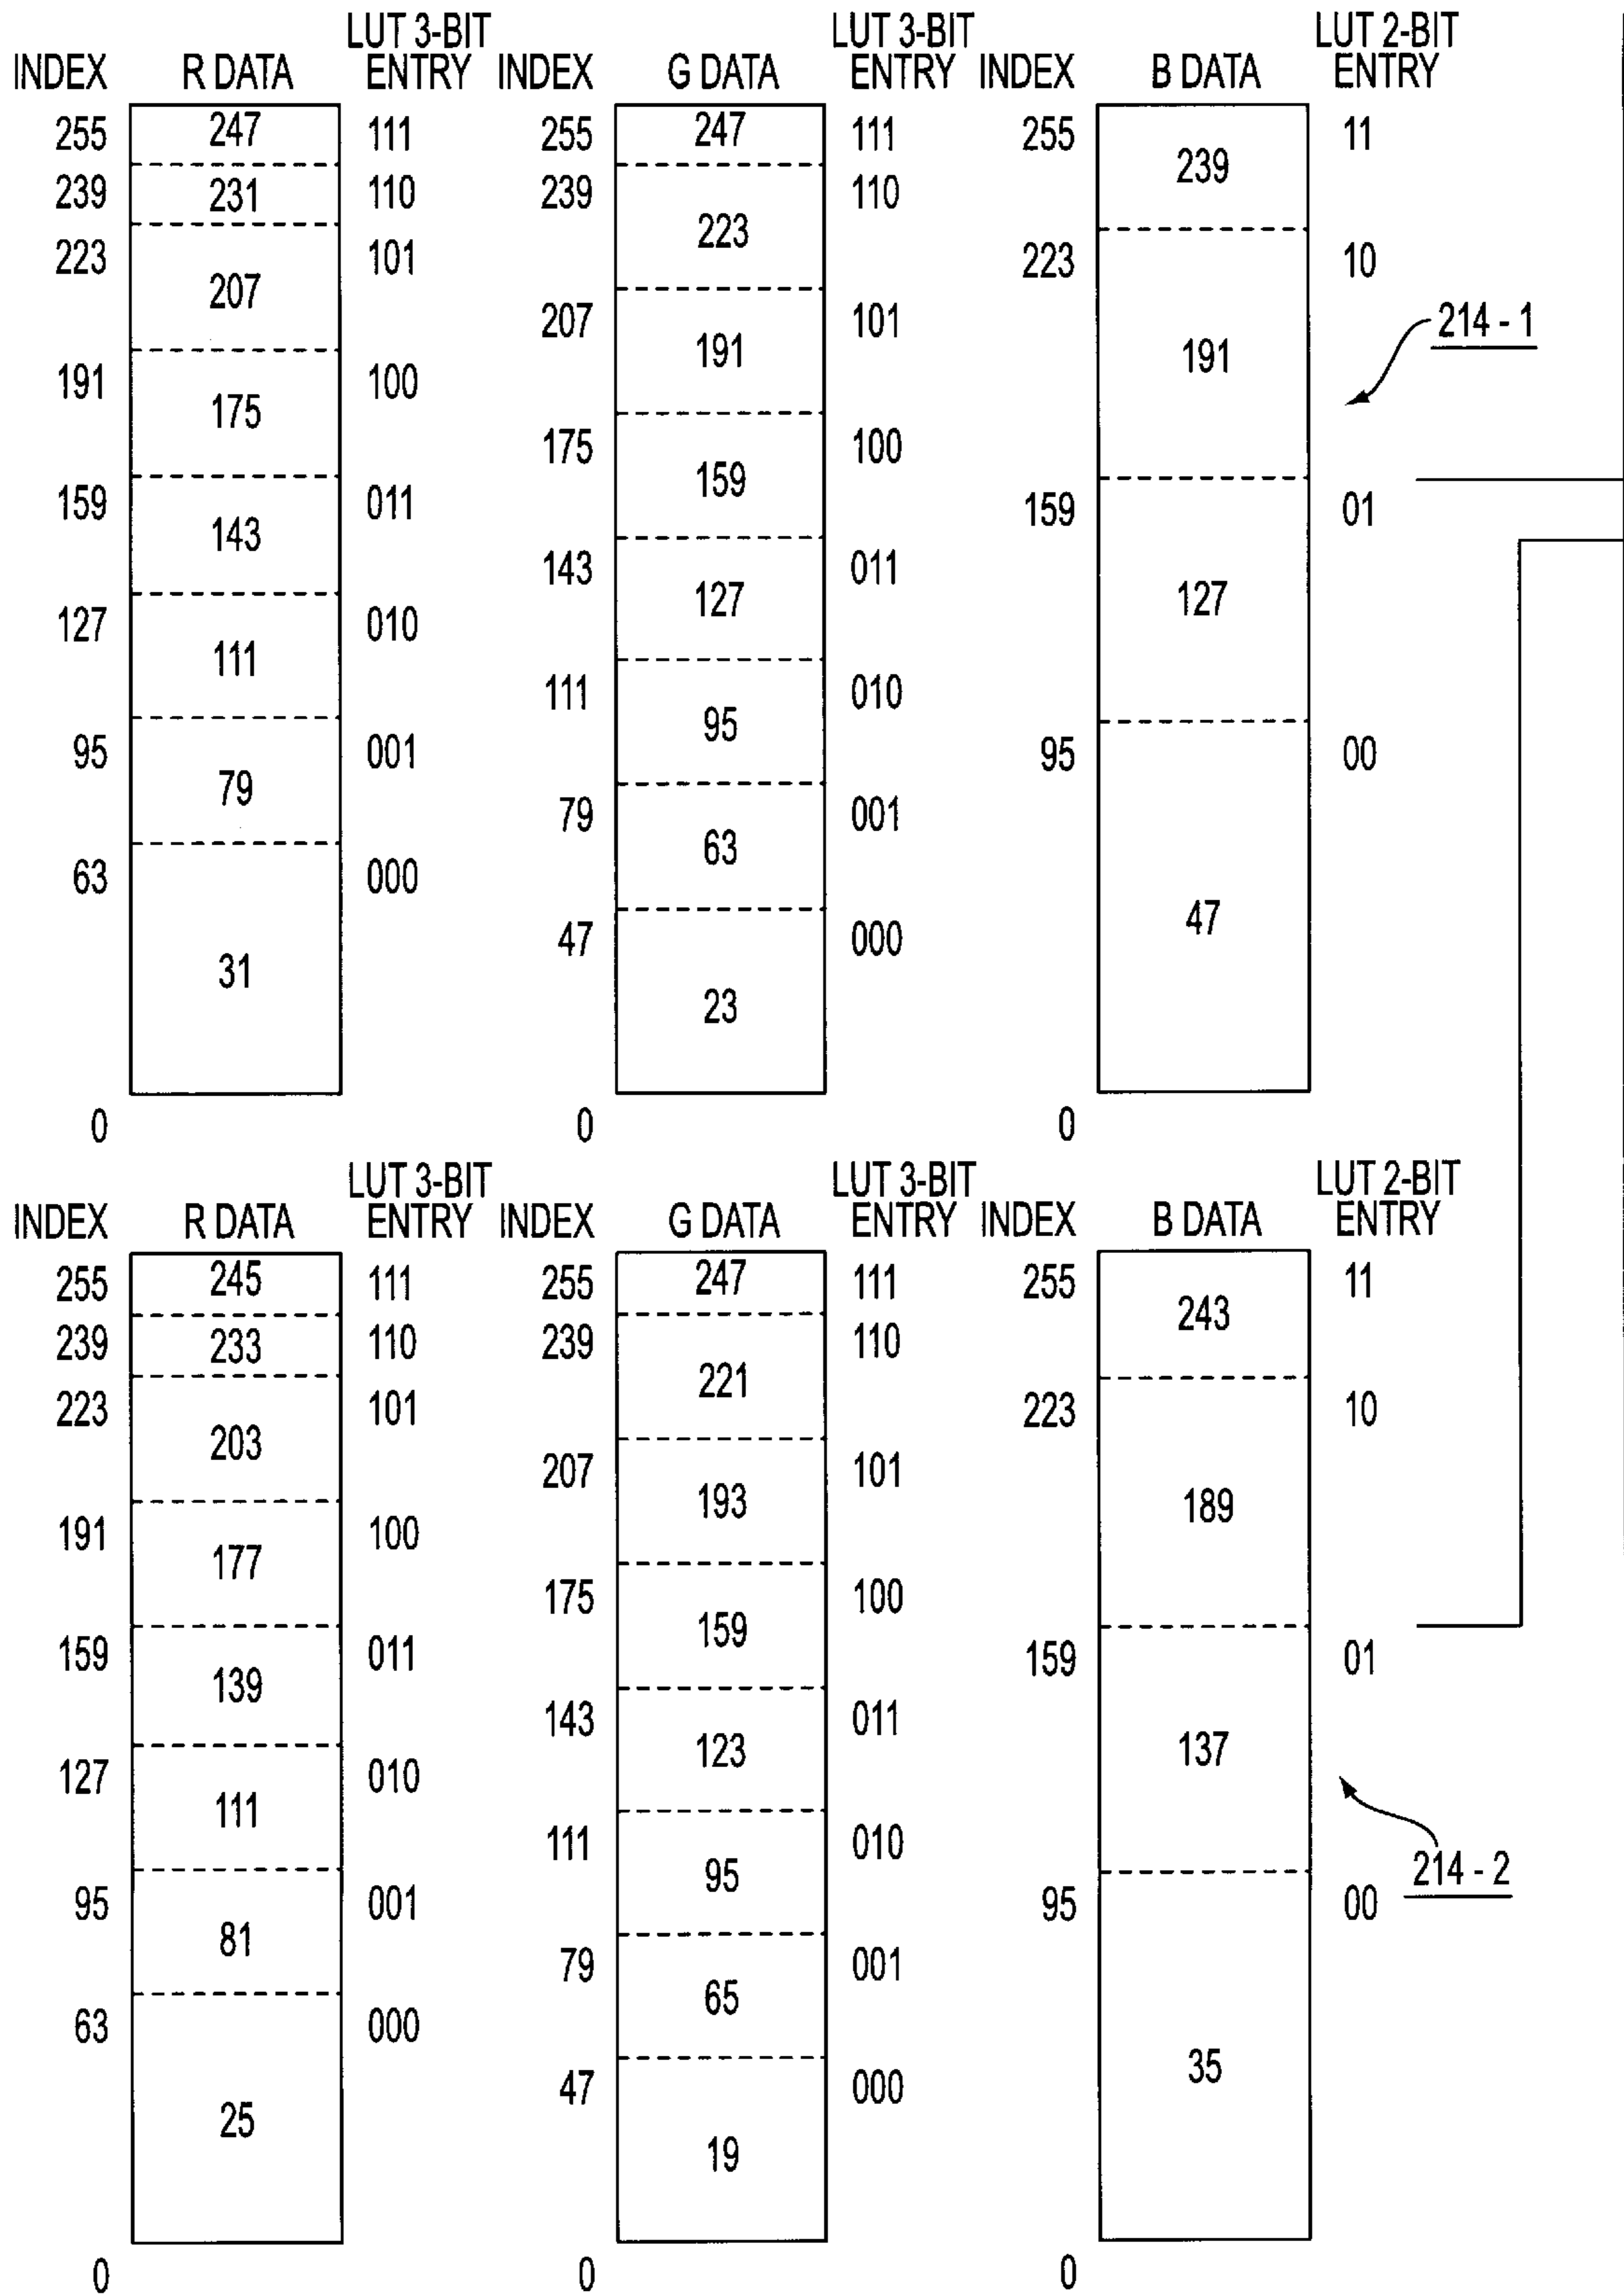 LUT 3-BIT LUT 3-BIT LUT 2-BIT
INDEX R DATA ENTRY INDEX G DATA ENTRY INDEX B DATA ENTRY
255 247 111 255 247 111 255 239 11
239 231 110 239 223 110
223 207 101 223 191 10
207 191 101 214 - 1
191 175 100
175 159 100
159 143 011 159 127 01
143 127 011
127 111 010
111 95 010
95 79 001 95 47 00
79 63 001
63 31 000
47 23 000
0 0 0
LUT 3-BIT LUT 3-BIT LUT 2-BIT
INDEX R DATA ENTRY INDEX G DATA ENTRY INDEX B DATA ENTRY
255 245 111 255 247 111 255 243 11
239 233 110 239 221 110
223 203 101 223 189 10
207 193 101
191 177 100
175 159 100
159 139 011 159 137 01
143 123 011
127 111 010
111 95 010 214 - 2
95 81 001 95 35 00
79 65 001
63 25 000
47 19 000
0 0 0